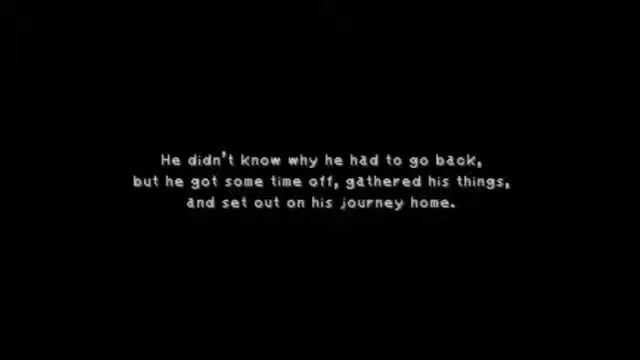 He didn't know why he had to go back,
but he got some time off, gathered his things,
and set out on his journey home.